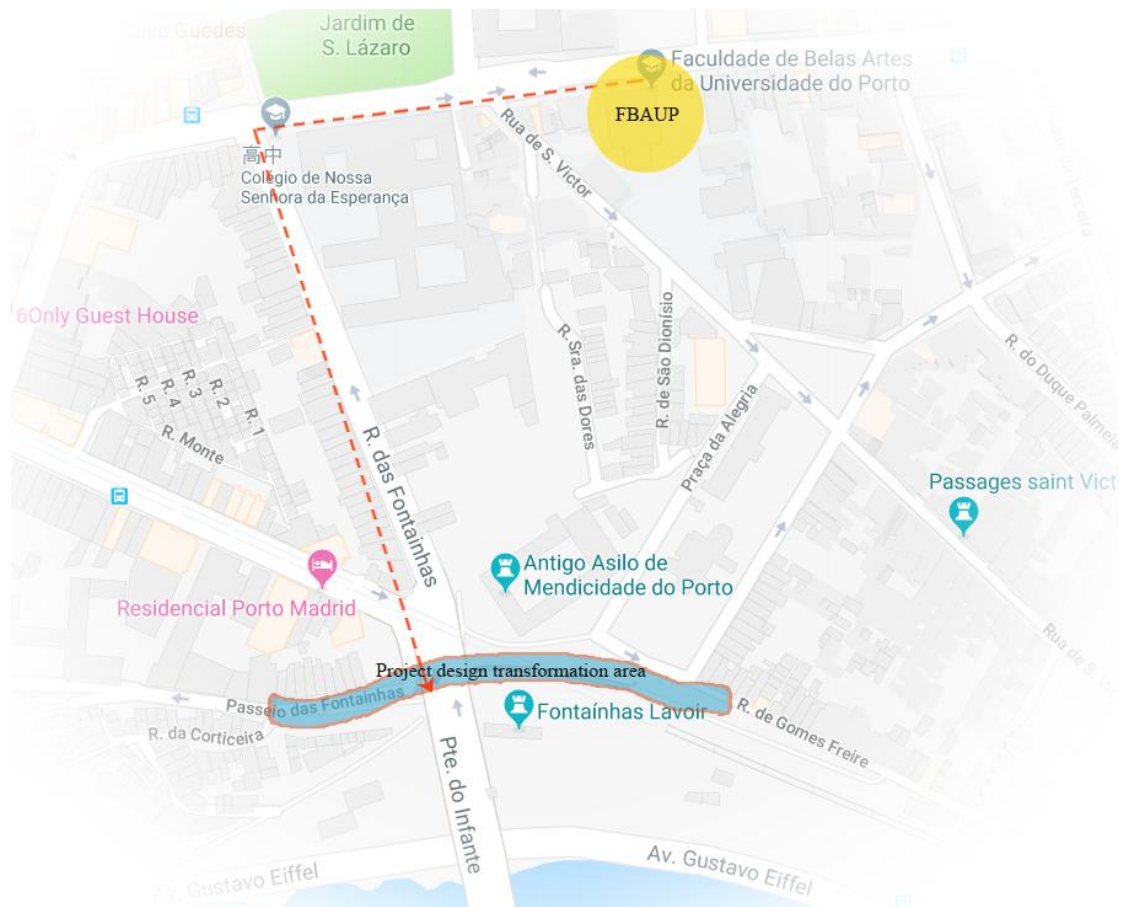 Guedes
Jardim de
S. Lázaro
Faculdade de Belas Artes
da Universidade do Porto
FBAUP
高中
Colégio de Nossa
Senhora da Esperança
Rua de S. Victor
6Only Guest House
R. Sra. das Dores
R. de São Dionísio
R. do Duque Palmela
R. 5
R. 4
R. 3
R. 2
R. 1
R. Monte
Praça da Alegria
R. das Fontaínhas
Passages saint Vict
Antigo Asilo de
Mendicidade do Porto
Residencial Porto Madrid
Rua de S. V
Project design transformation area
Passeio das Fontainhas
Fontaínhas Lavoir
R. de Gomes Freire
R. da Corticeira
Pte. do Infante
Av. Gustavo Eiffel
Av. Gustavo Eiffel